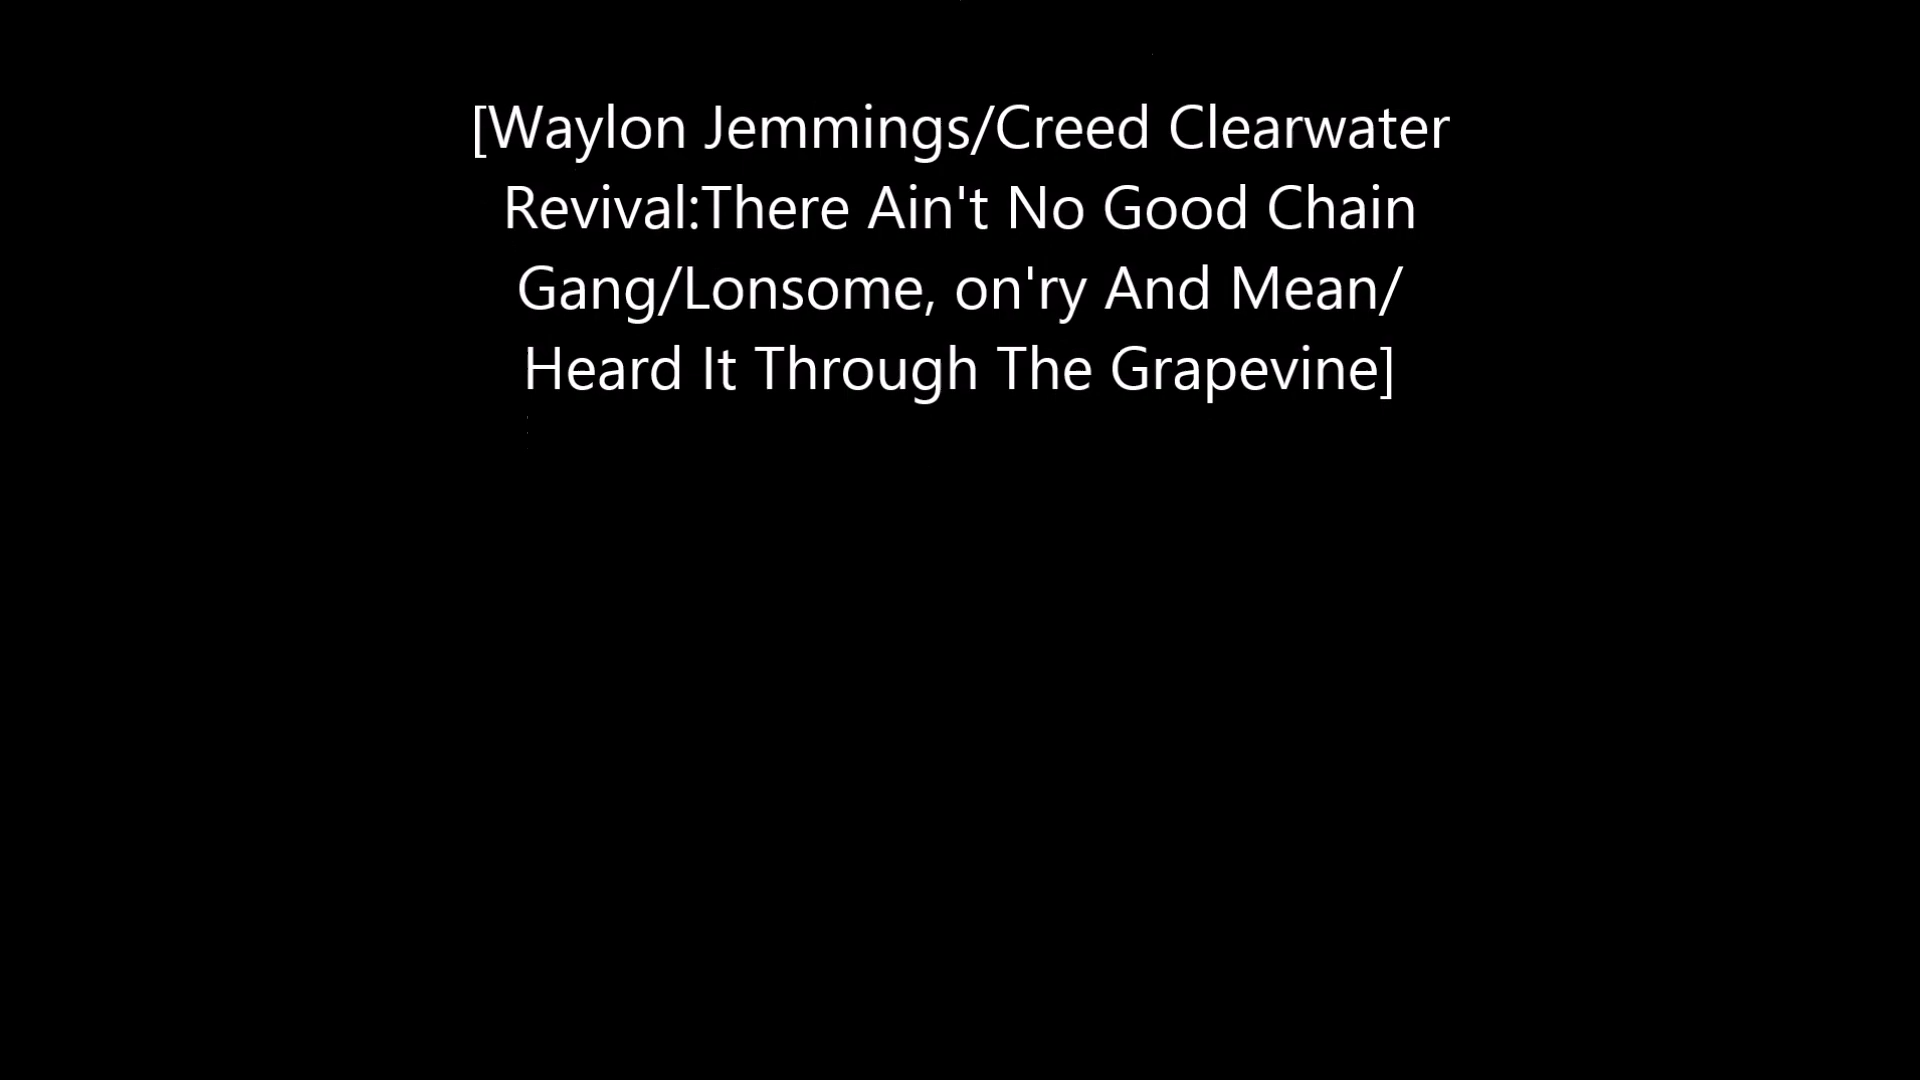 [Waylon Jemmings/Creed Clearwater
Revival:There Ain't No Good Chain
Gang/Lonsome, on'ry And Mean/
Heard It Through The Grapevine]